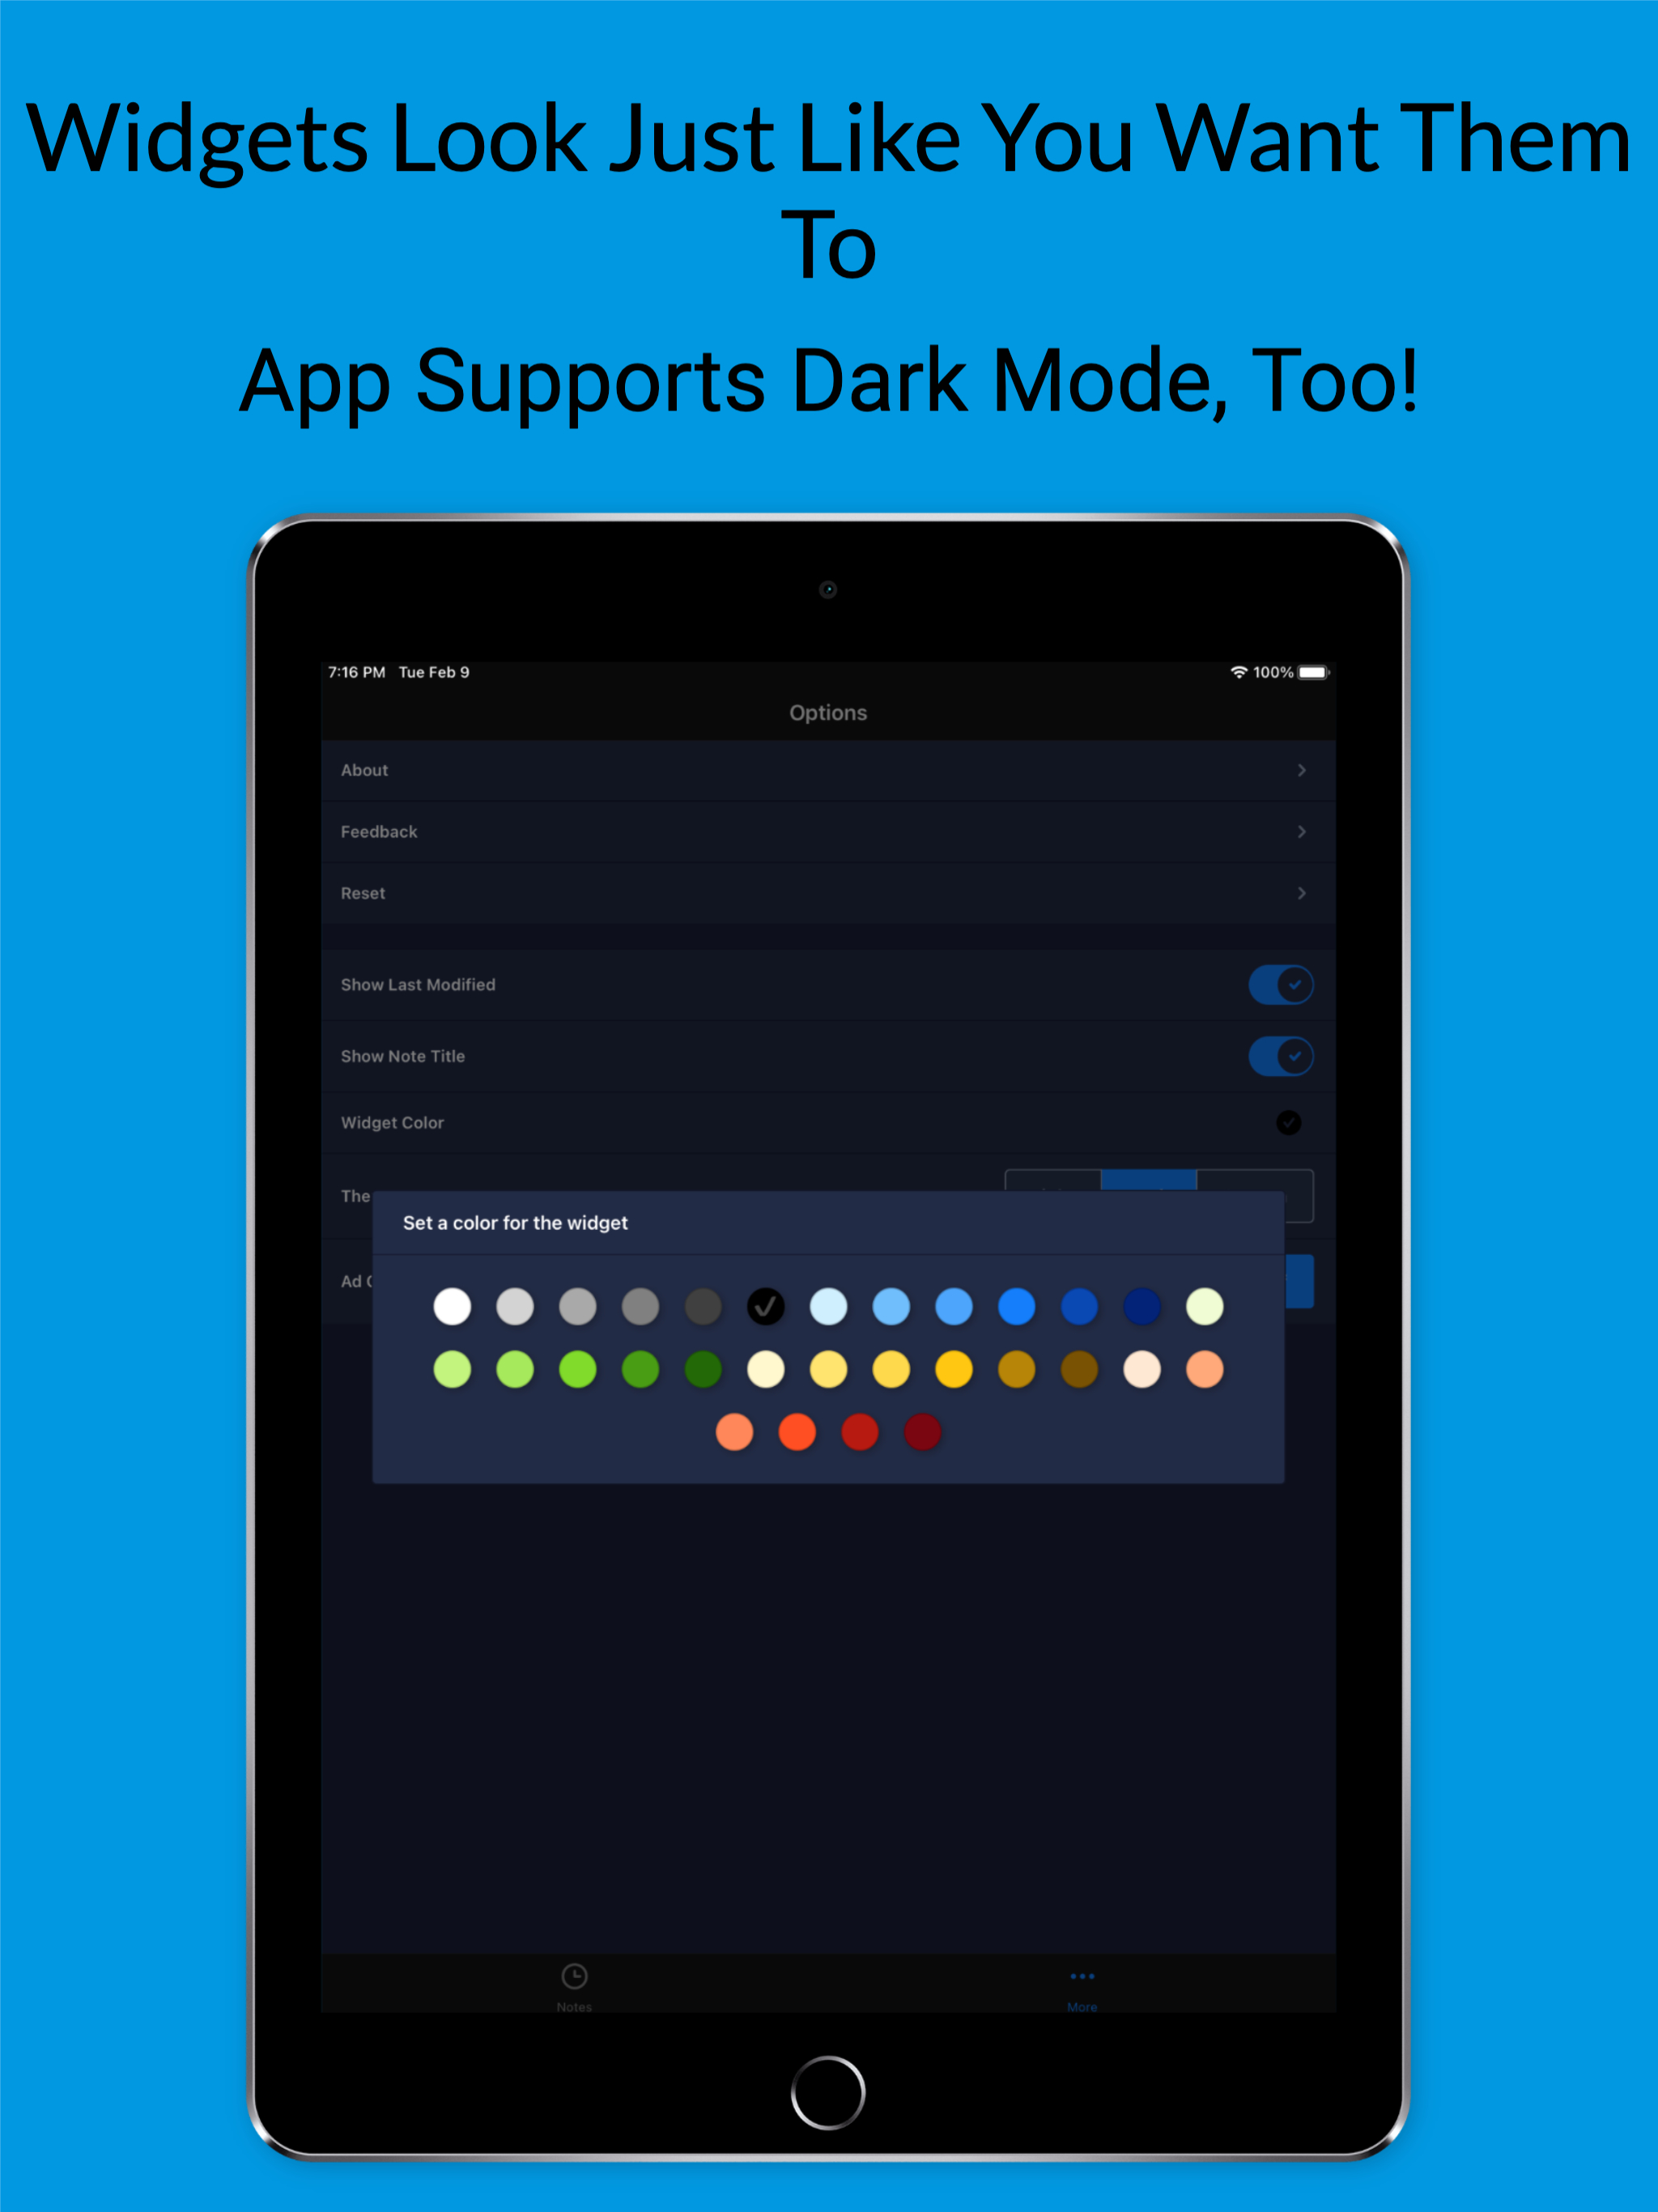 Widgets Look Just Like You Want Them
To
App Supports Dark Mode, Too!
7:16 PM Tue Feb 9
100%
Options
About
Feedback
Reset
Show Last Modified
Show Note Title
Widget Color
Set a color for the widget
Notes
More